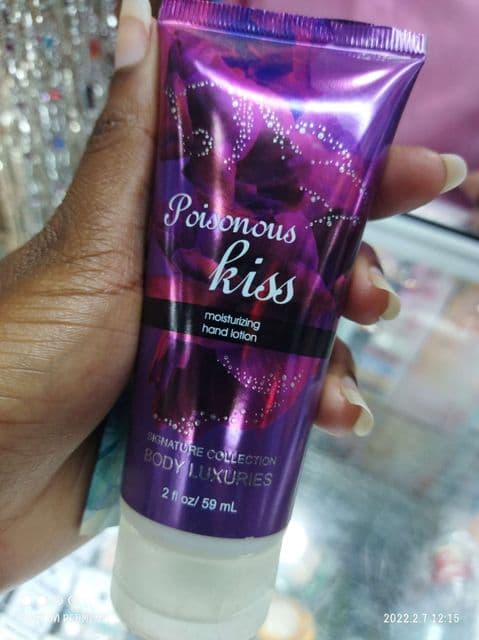 Poisonous
kiss
moisturizing
hand lotion
SIGNATURE COLLECTION
BODY LUXURIES
2 fl oz/ 59 mL
2022.2.7 12:15